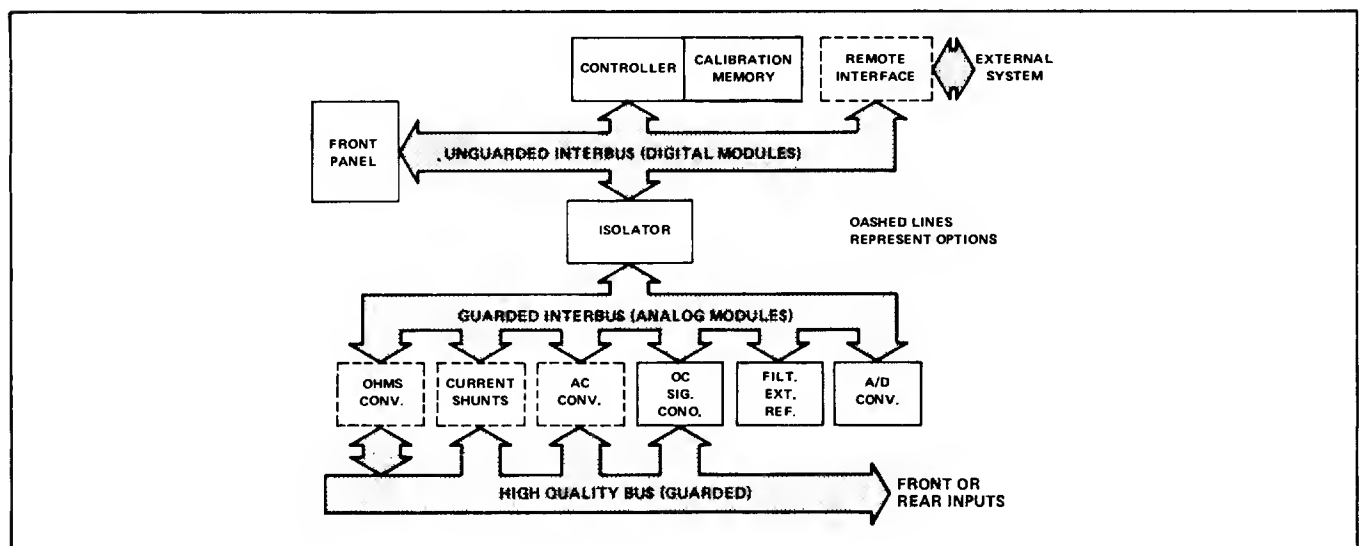 CONTROLLER
CALIBRATION
MEMORY
REMOTE
INTERFACE
EXTERNAL
SYSTEM
FRONT
PANEL
UNGUARDED INTERBUS (DIGITAL MODULES)
ISOLATOR
OASHED LINES
REPRESENT OPTIONS
GUARDED INTERBUS (ANALOG MODULES)
OHMS
CONV.
CURRENT
SHUNTS
AC
CONV.
OC
SIG.
CONO.
FILT.
EXT.
REF.
A/D
CONV.
HIGH QUALITY BUS (GUARDED)
FRONT OR
REAR INPUTS